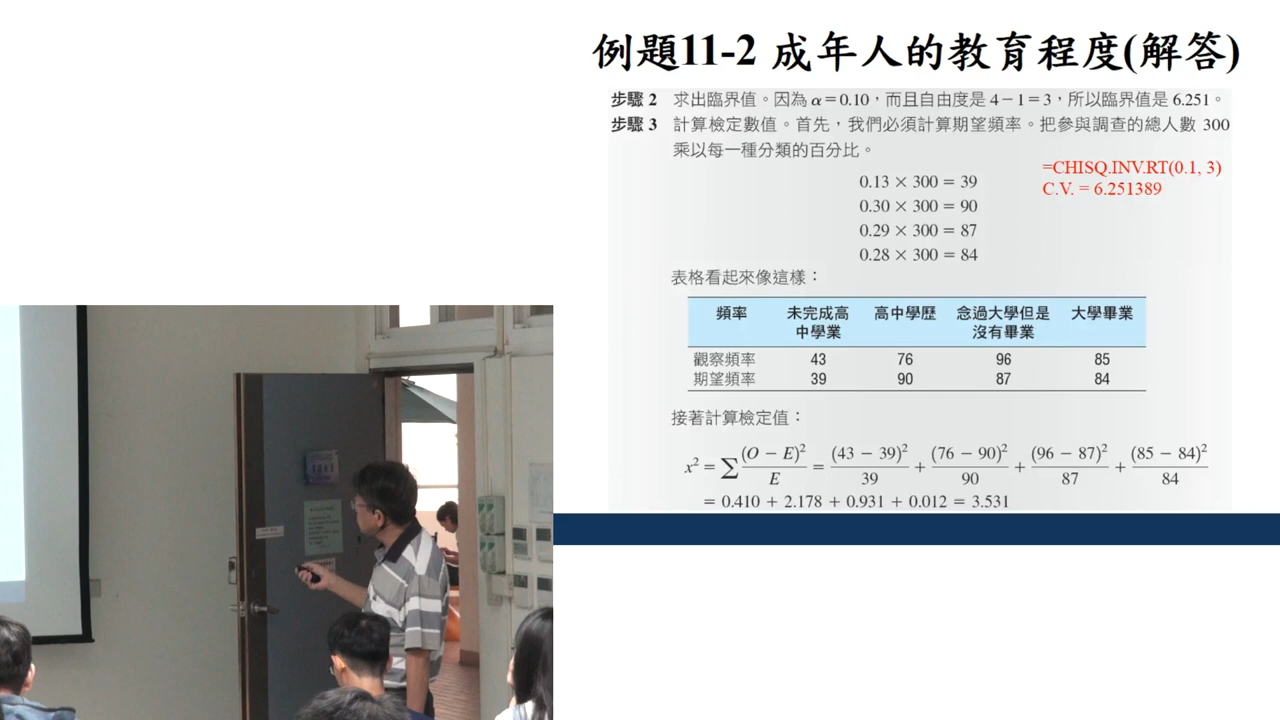 例題11-2 成年人的教育程度(解答)
步驟 2 求出臨界值。因為 α = 0.10，而且自由度是 4 − 1 = 3，所以臨界值是 6.251。
步驟 3 計算檢定數值。首先，我們必須計算期望頻率。把參與調查的總人數 300
乘以每一種分類的百分比。
=CHISQ.INV.RT(0.1, 3)
C.V. = 6.251389
0.13 × 300 = 39
0.30 × 300 = 90
0.29 × 300 = 87
0.28 × 300 = 84
表格看起來像這樣：
頻率 未完成高 高中學歷 念過大學但是 大學畢業
中學業 沒有畢業
觀察頻率 43 76 96 85
期望頻率 39 90 87 84
接著計算檢定值：
x² = ∑ (O − E)² / E = (43 − 39)² / 39 + (76 − 90)² / 90 + (96 − 87)² / 87 + (85 − 84)² / 84
= 0.410 + 2.178 + 0.931 + 0.012 = 3.531